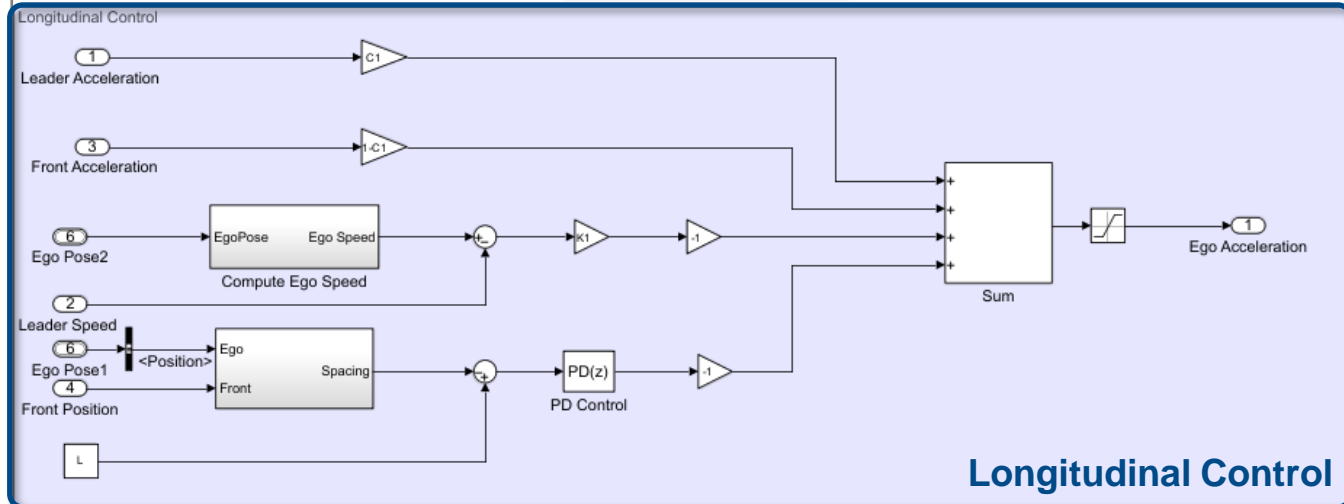 Longitudinal Control
1
Leader Acceleration
C1
3
Front Acceleration
1-C1
6
Ego Pose2
EgoPose
Ego Speed
Compute Ego Speed
+
−
K1
-1
2
Leader Speed
6
Ego Pose1
<Position>
4
Front Position
Ego
Front
Spacing
−
+
PD(z)
PD Control
-1
L
+
+
+
+
Sum
1
Ego Acceleration
Longitudinal Control